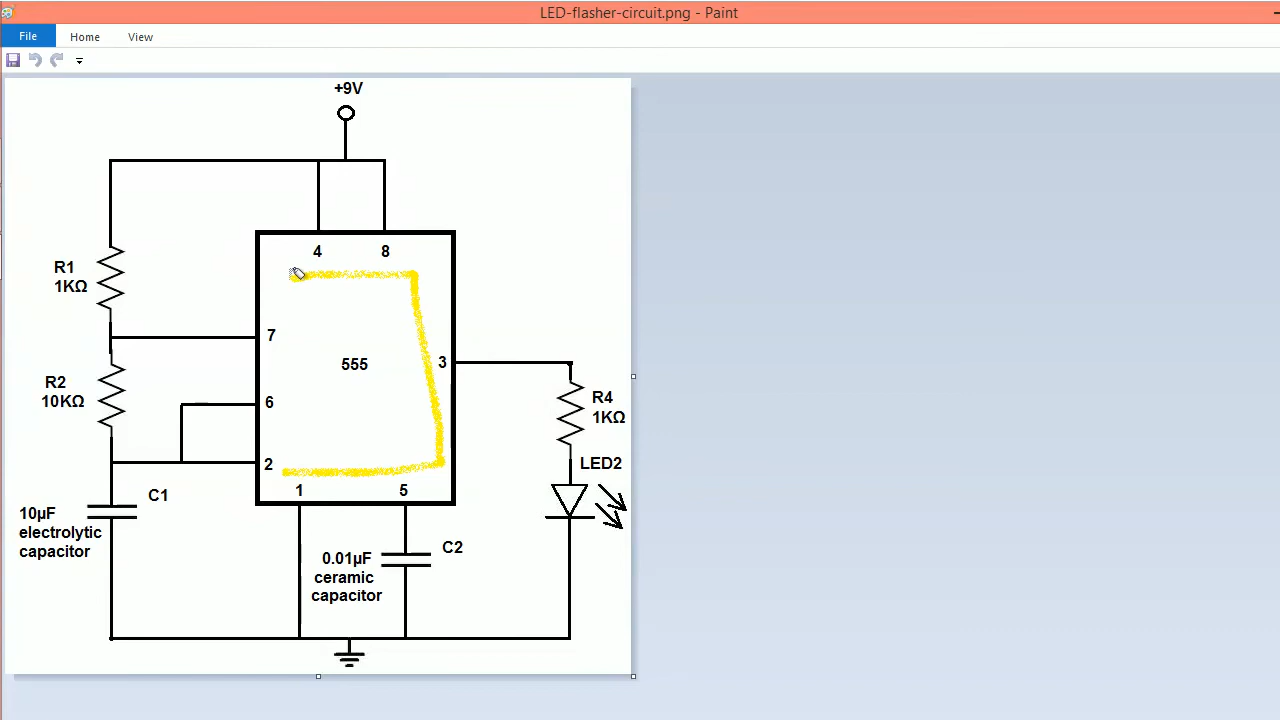 LED-flasher-circuit.png - Paint
File Home View
+9V
4 8
R1
1KΩ
7
555
3
R2
10KΩ
6
R4
1KΩ
2
LED2
1 5
C1
10µF
electrolytic
capacitor
C2
0.01µF
ceramic
capacitor